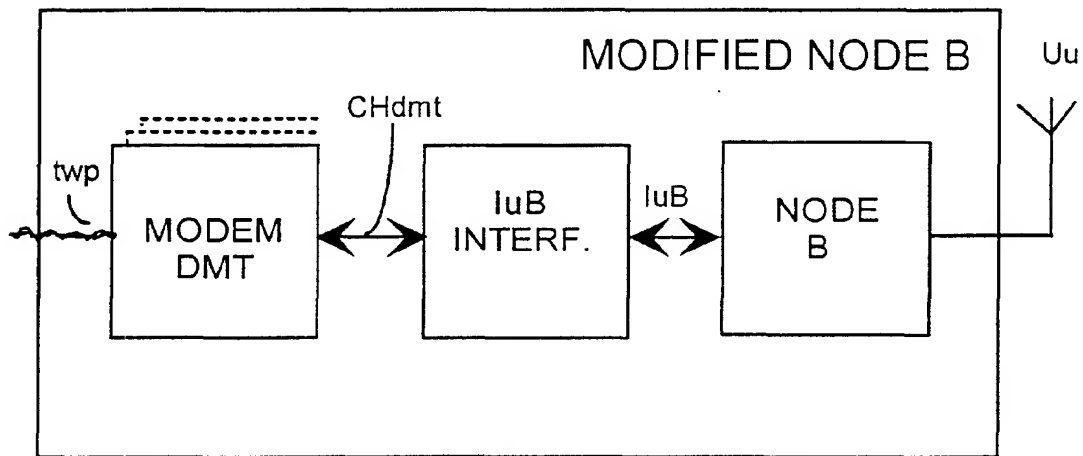 MODIFIED NODE B
Uu
CHdmt
twp
MODEM
DMT
IuB
INTERF.
IuB
NODE
B